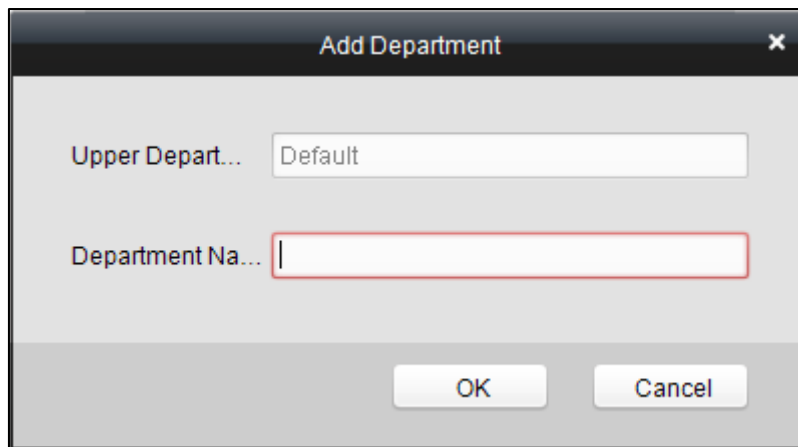 Add Department
Upper Depart...
Default
Department Na...
OK
Cancel